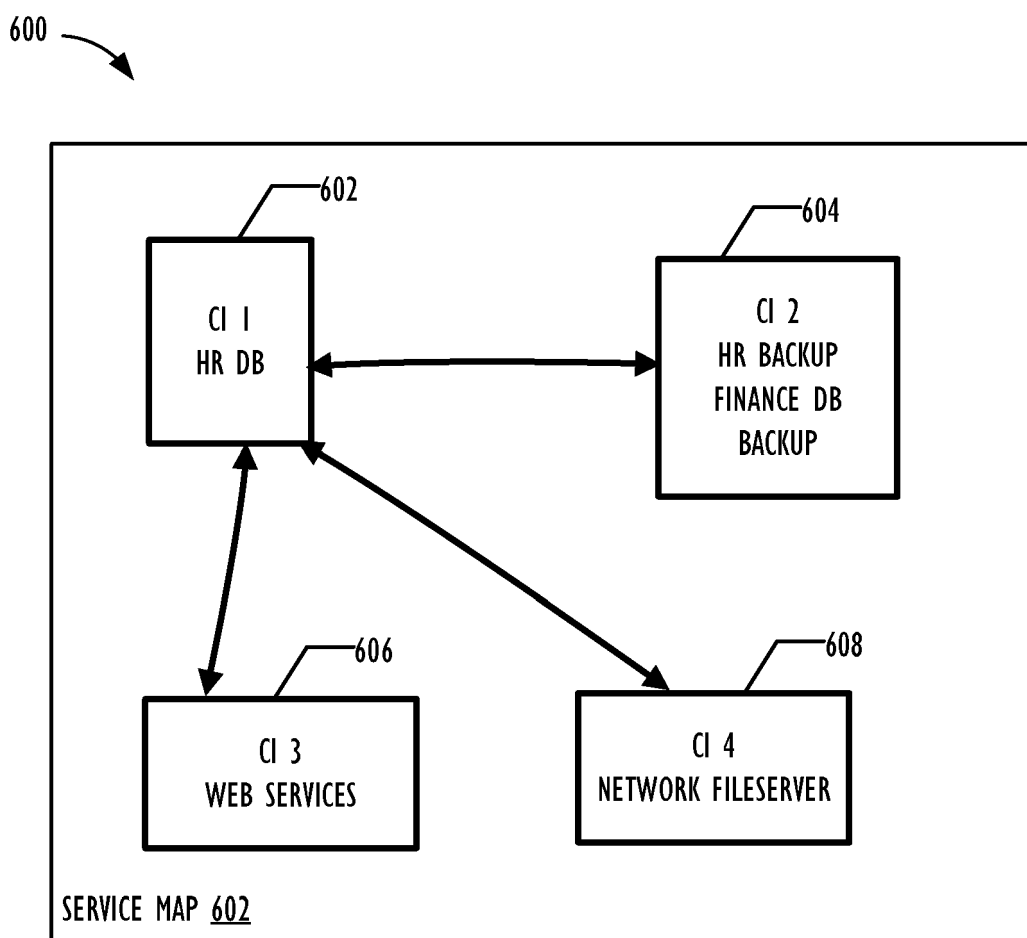 600
602
604
CI 1
HR DB
CI 2
HR BACKUP
FINANCE DB
BACKUP
606
608
CI 3
WEB SERVICES
CI 4
NETWORK FILESERVER
SERVICE MAP 602